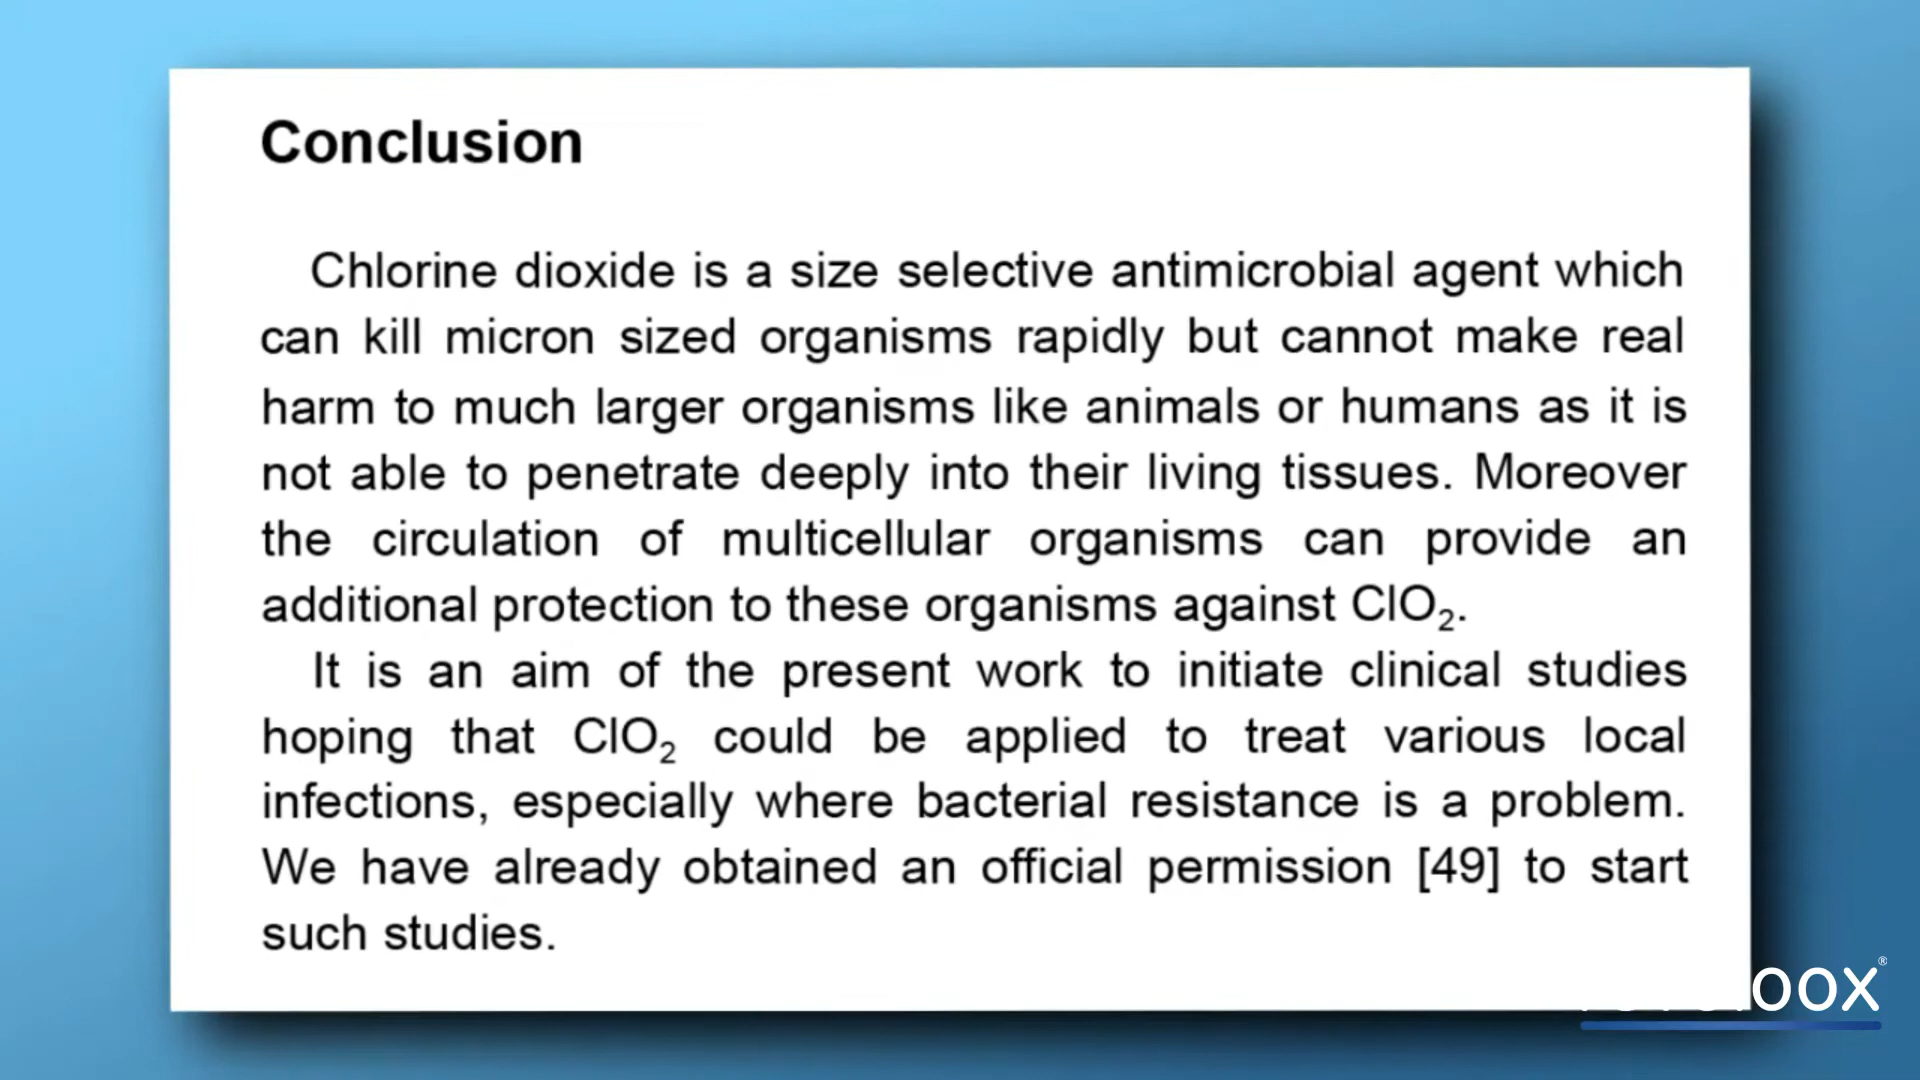 Conclusion
Chlorine dioxide is a size selective antimicrobial agent which
can kill micron sized organisms rapidly but cannot make real
harm to much larger organisms like animals or humans as it is
not able to penetrate deeply into their living tissues. Moreover
the circulation of multicellular organisms can provide an
additional protection to these organisms against ClO₂.
It is an aim of the present work to initiate clinical studies
hoping that ClO₂ could be applied to treat various local
infections, especially where bacterial resistance is a problem.
We have already obtained an official permission [49] to start
such studies.